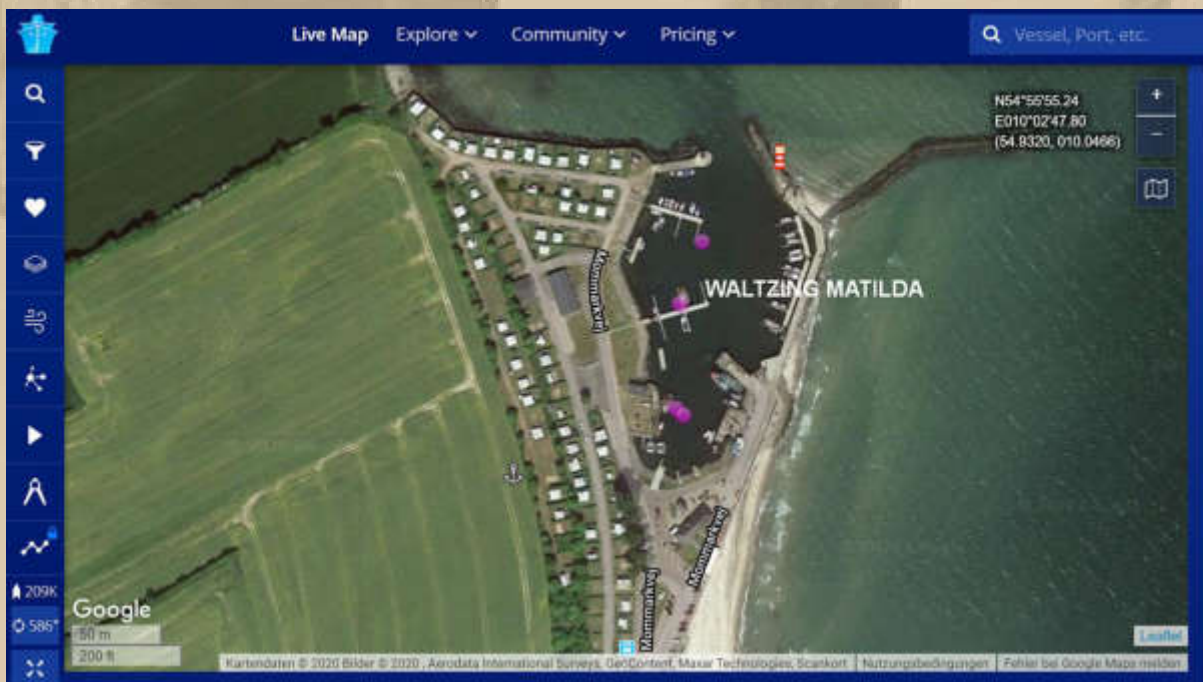 Live Map Explore Community Pricing Vessel, Port, etc.
N54°55'55.24
E010°02'47.80
(54.9320, 010.0466)
+
−
Mommarkvej
WALTZING MATILDA
Mommarkvej
Mommarkvej
209K
586*
Google
50 m
200 ft
Leaflet
Kartendaten © 2020 Bilder © 2020 , Aerodata International Surveys, GeoContent, Maxar Technologies, Scankort Nutzungsbedingungen Fehler bei Google Maps melden